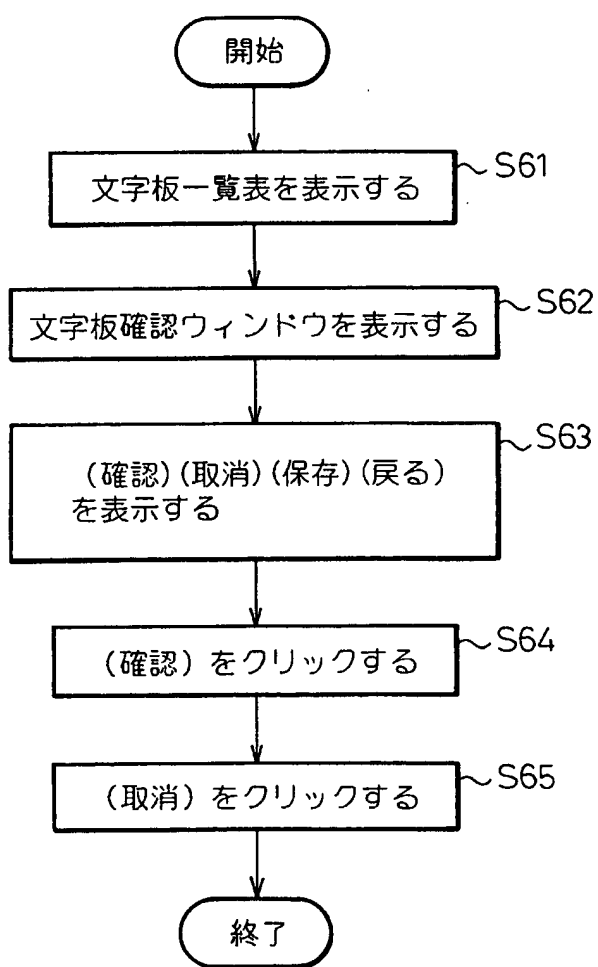 開始
文字板一覧表を表示する
S61
文字板確認ウィンドウを表示する
S62
(確認)(取消)(保存)(戻る)
を表示する
S63
(確認)をクリックする
S64
(取消)をクリックする
S65
終了